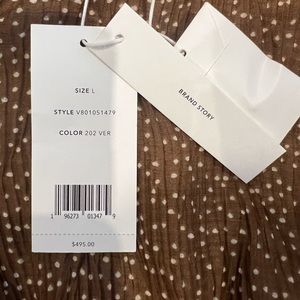 SIZE L
STYLE V801051479
COLOR 202 VER
1 96273 01347 9
$495.00
BRAND STORY